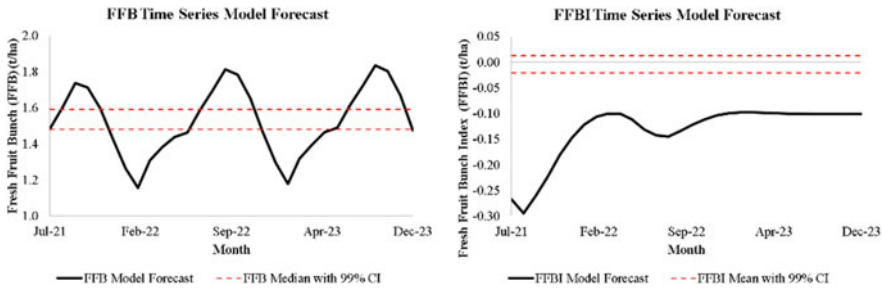 FFB Time Series Model Forecast
Fresh Fruit Bunch (FFB) (t/ha)
2.0
1.8
1.6
1.4
1.2
1.0
Jul-21 Feb-22 Sep-22 Apr-23 Dec-23
Month
FFB Model Forecast FFB Median with 99% CI
FFBI Time Series Model Forecast
Fresh Fruit Bunch Index (FFBI) (t/ha)
0.05
0.00
-0.05
-0.10
-0.15
-0.20
-0.25
-0.30
Jul-21 Feb-22 Sep-22 Apr-23 Dec-23
Month
FFBI Model Forecast FFBI Mean with 99% CI